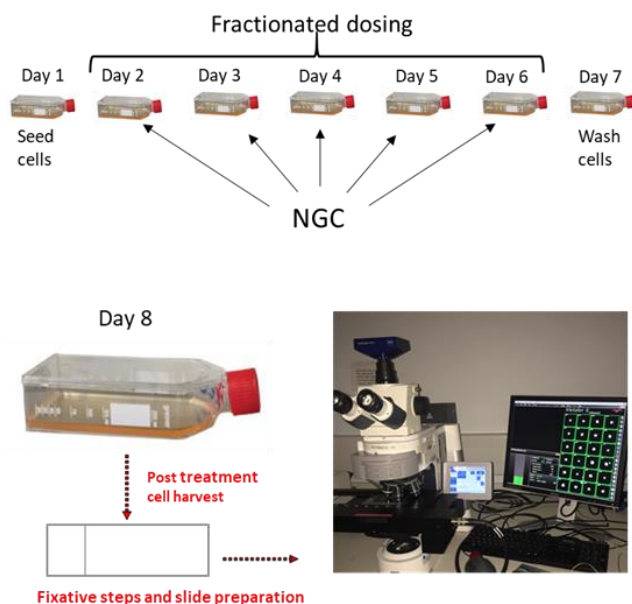 Fractionated dosing
Day 1 Day 2 Day 3 Day 4 Day 5 Day 6 Day 7
Seed
cells
Wash
cells
NGC
Day 8
Post treatment
cell harvest
Fixative steps and slide preparation